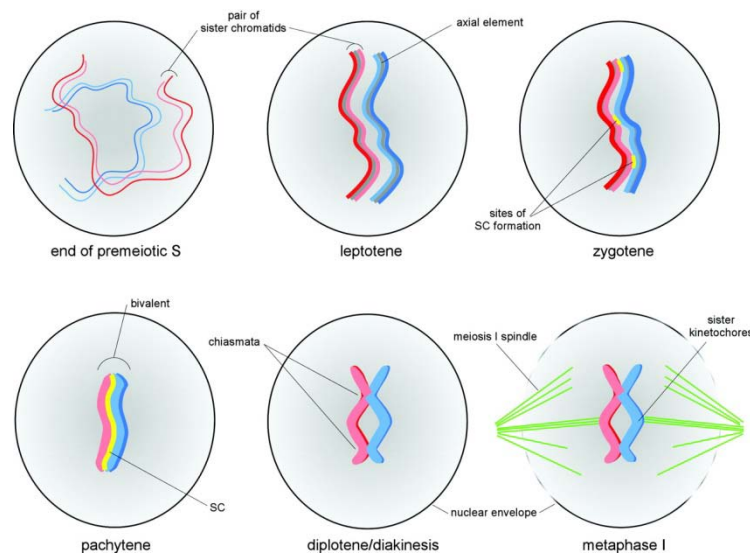 pair of
sister chromatids
axial element
sites of
SC formation
end of premeiotic S
leptotene
zygotene
bivalent
SC
chiasmata
nuclear envelope
meiosis I spindle
sister
kinetochores
pachytene
diplotene/diakinesis
metaphase I